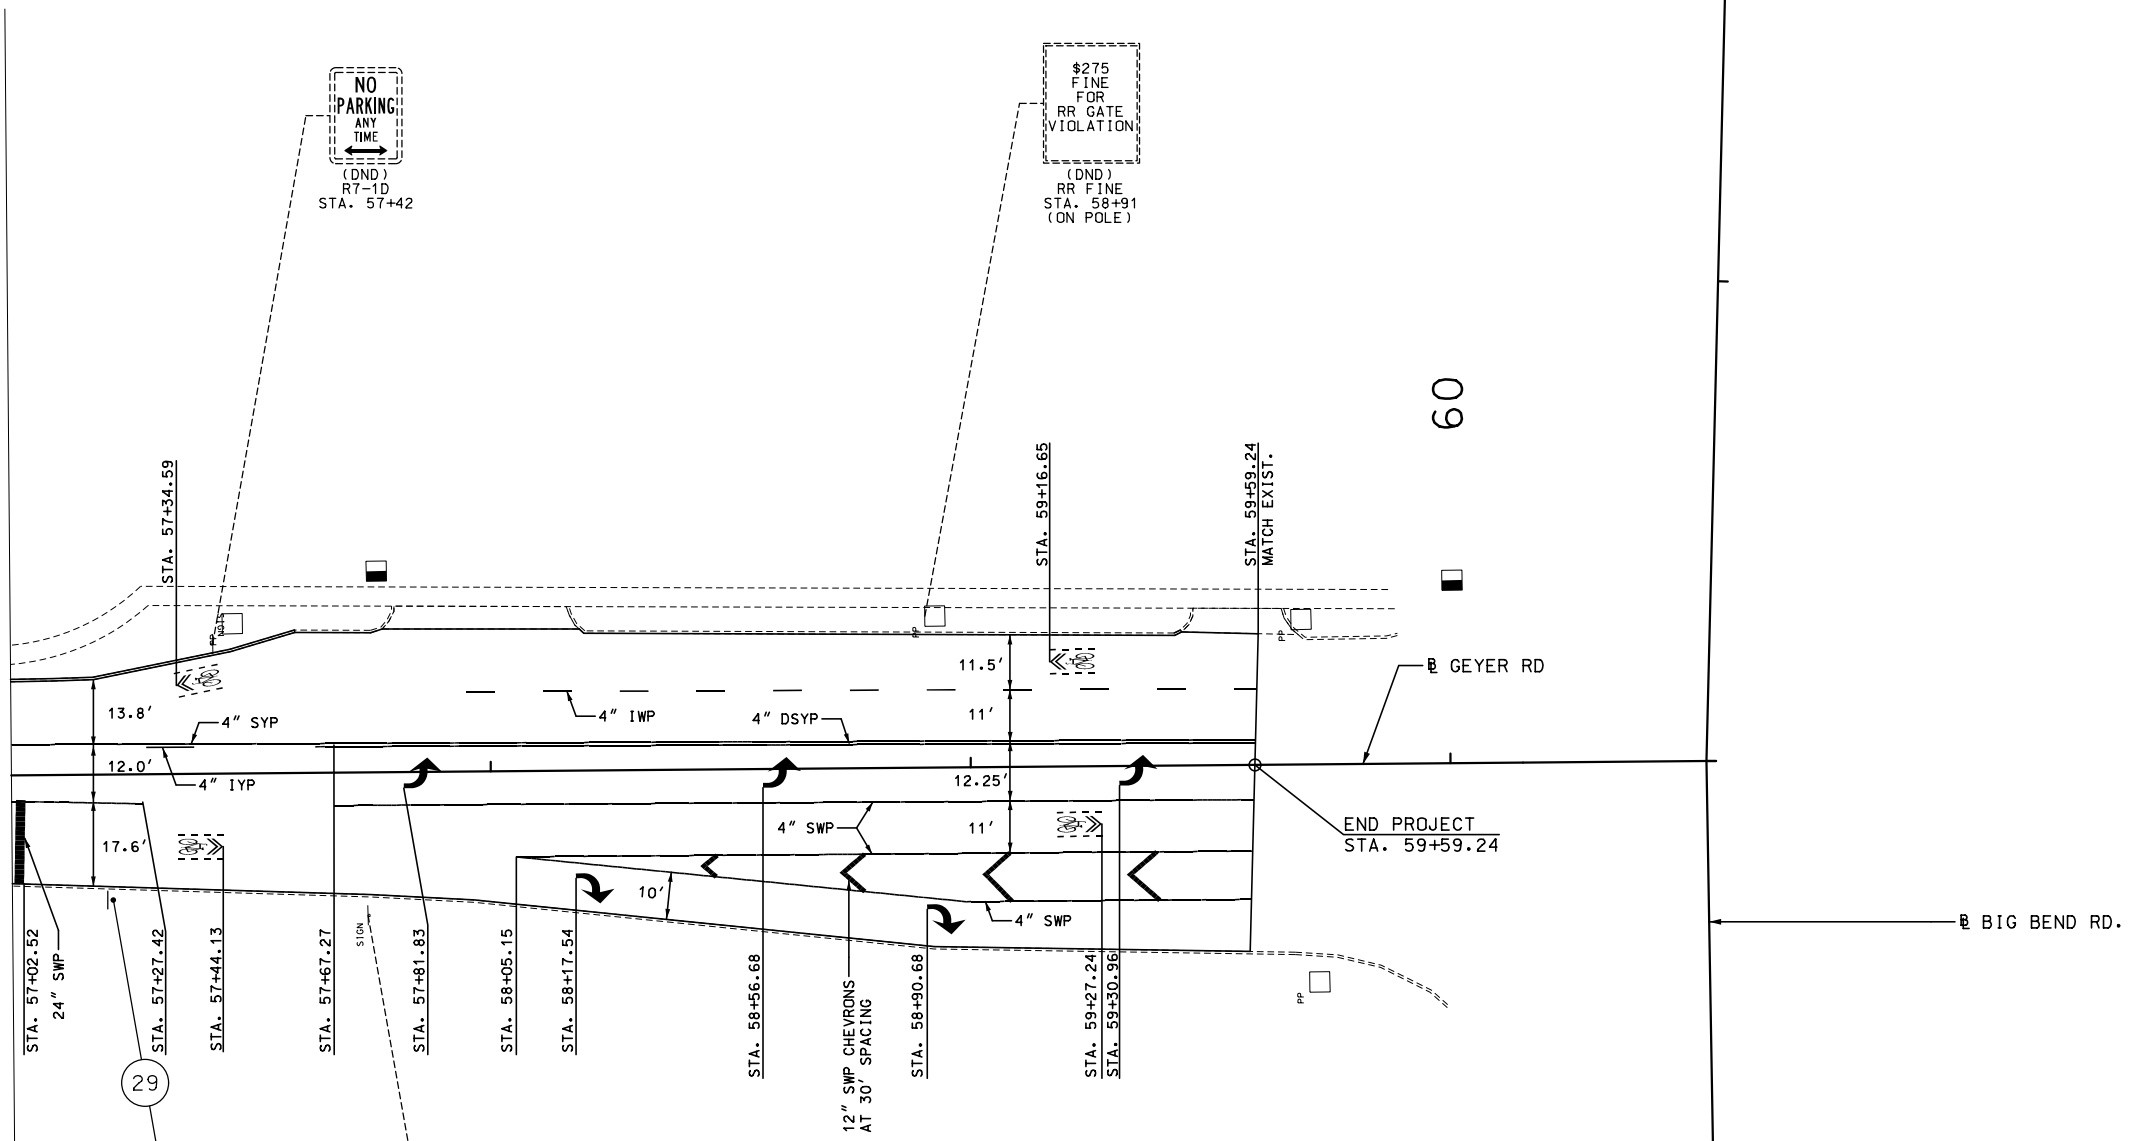 NO
PARKING
ANY
TIME
(DND)
R7-1D
STA. 57+42
$275
FINE
FOR
RR GATE
VIOLATION
(DND)
RR FINE
STA. 58+91
(ON POLE)
60
STA. 57+34.59
STA. 59+16.65
STA. 59+59.24
MATCH EXIST.
PP
PP
PP
11.5'
GEYER RD
13.8'
4" SYP
4" IWP
4" DSYP
11'
12.0'
4" IYP
12.25'
4" SWP
11'
17.6'
END PROJECT
STA. 59+59.24
10'
4" SWP
BIG BEND RD.
SIGN
PP
STA. 57+02.52
24" SWP
STA. 57+27.42
STA. 57+44.13
STA. 57+67.27
STA. 57+81.83
STA. 58+05.15
STA. 58+17.54
STA. 58+56.68
12" SWP CHEVRONS
AT 30' SPACING
STA. 58+90.68
STA. 59+27.24
STA. 59+30.96
29